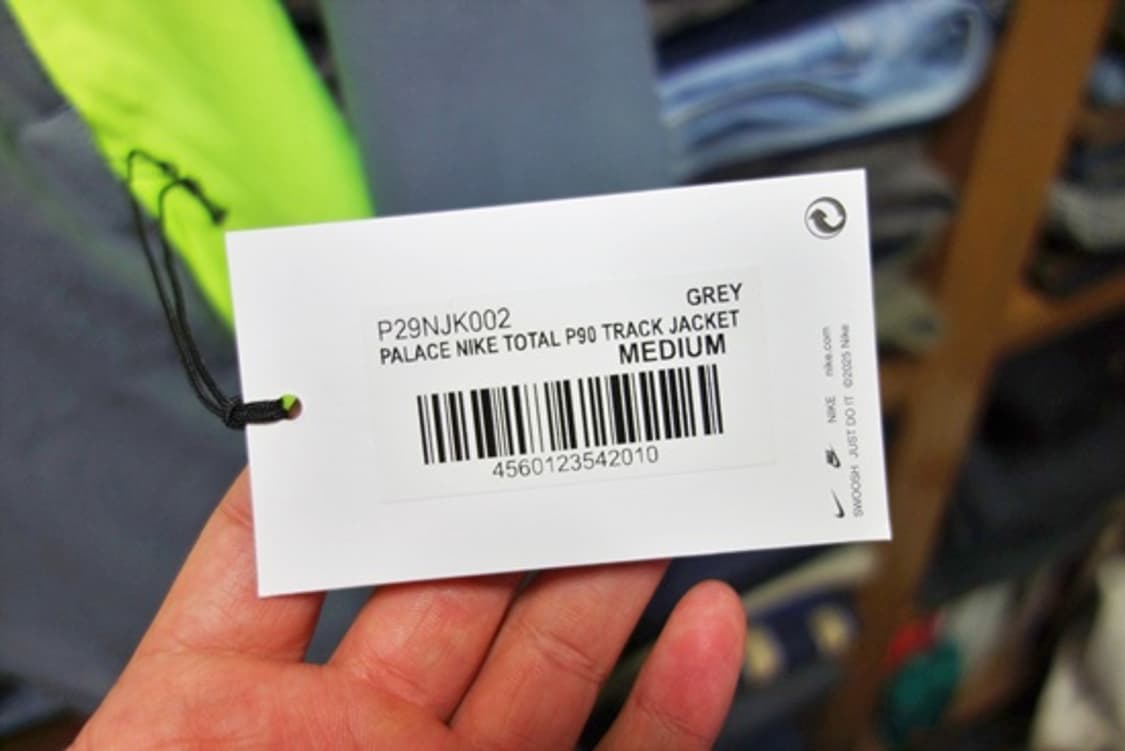 GREY
P29NJK002
PALACE NIKE TOTAL P90 TRACK JACKET
MEDIUM
4560123542010
NIKE nike.com
SWOOSH JUST DO IT ©2025 Nike